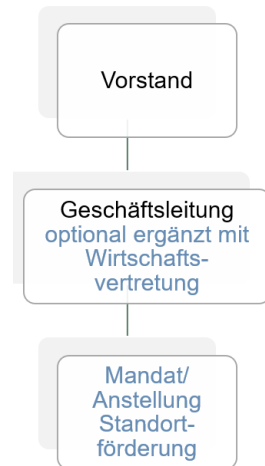 Vorstand
Geschäftsleitung
optional ergänzt mit
Wirtschafts-
vertretung
Mandat/
Anstellung
Standort-
förderung